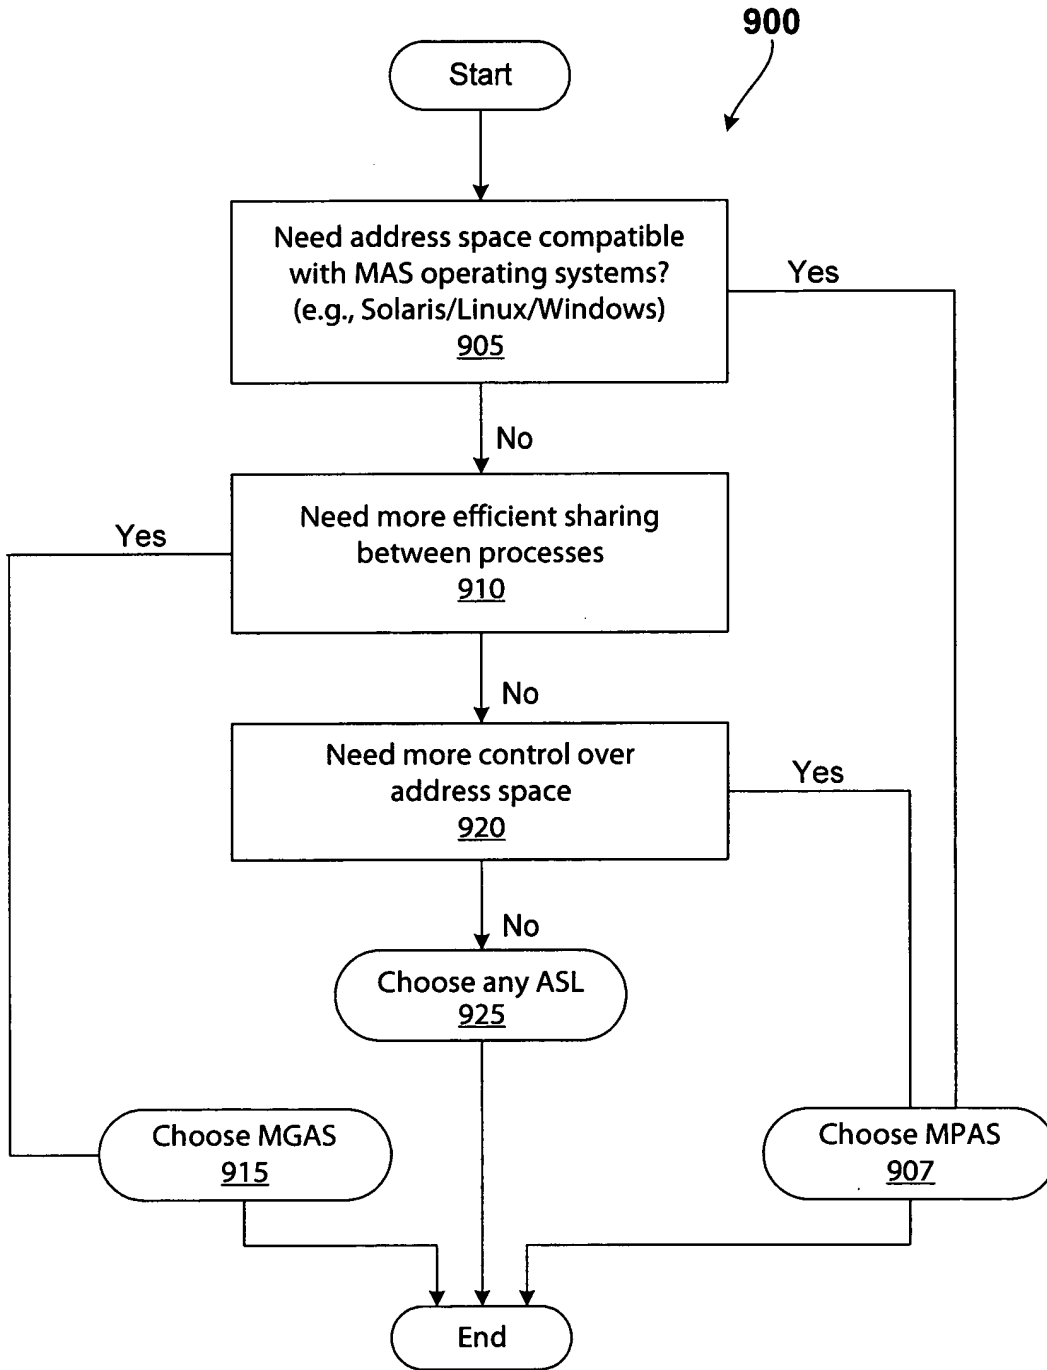 900
Start
Need address space compatible
with MAS operating systems?
(e.g., Solaris/Linux/Windows)
905
Yes
No
Need more efficient sharing
between processes
910
Yes
No
Need more control over
address space
920
Yes
No
Choose any ASL
925
Choose MGAS
915
Choose MPAS
907
End